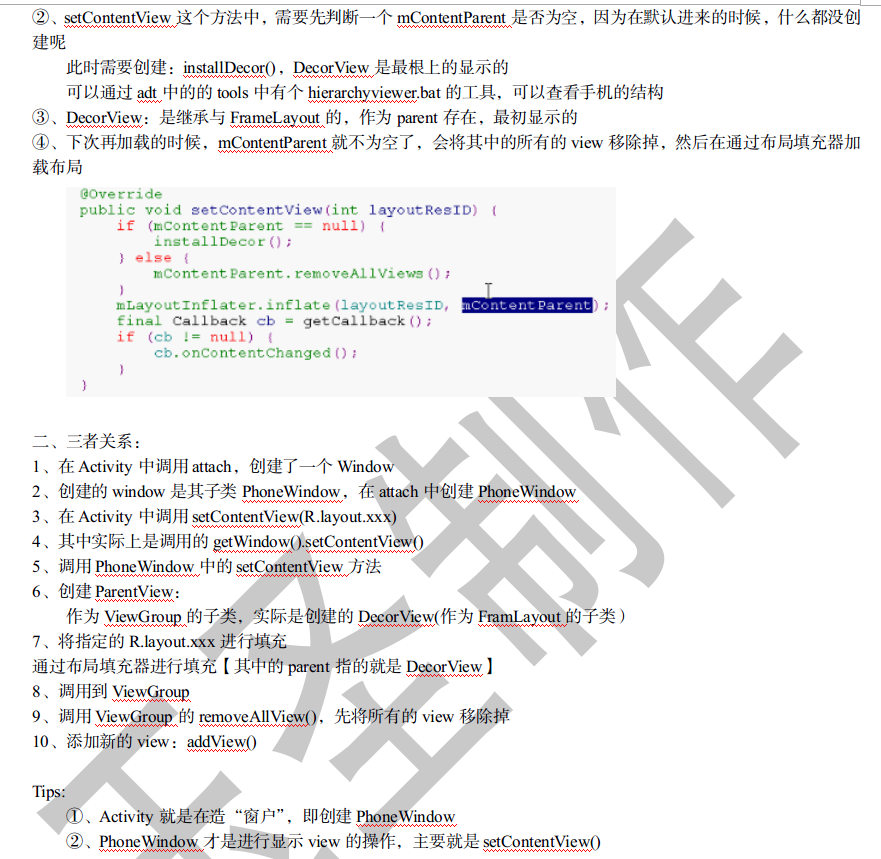 ②、setContentView 这个方法中，需要先判断一个 mContentParent 是否为空，因为在默认进来的时候，什么都没创
建呢
此时需要创建：installDecor()，DecorView 是最根上的显示的
可以通过 adt 中的的 tools 中有个 hierarchyviewer.bat 的工具，可以查看手机的结构
③、DecorView：是继承与 FrameLayout 的，作为 parent 存在，最初显示的
④、下次再加载的时候，mContentParent 就不为空了，会将其中的所有的 view 移除掉，然后在通过布局填充器加
载布局
@Override
public void setContentView(int layoutResID) {
if (mContentParent == null) {
installDecor();
} else {
mContentParent.removeAllViews();
}
mLayoutInflater.inflate(layoutResID, mContentParent);
final Callback cb = getCallback();
if (cb != null) {
cb.onContentChanged();
}
}
二、三者关系：
1、在 Activity 中调用 attach，创建了一个 Window
2、创建的 window 是其子类 PhoneWindow，在 attach 中创建 PhoneWindow
3、在 Activity 中调用 setContentView(R.layout.xxx)
4、其中实际上是调用的 getWindow().setContentView()
5、调用 PhoneWindow 中的 setContentView 方法
6、创建 ParentView：
作为 ViewGroup 的子类，实际是创建的 DecorView(作为 FramLayout 的子类）
7、将指定的 R.layout.xxx 进行填充
通过布局填充器进行填充【其中的 parent 指的就是 DecorView】
8、调用到 ViewGroup
9、调用 ViewGroup 的 removeAllView()，先将所有的 view 移除掉
10、添加新的 view：addView()
Tips:
①、Activity 就是在造“窗户”，即创建 PhoneWindow
②、PhoneWindow 才是进行显示 view 的操作，主要就是 setContentView()
制作